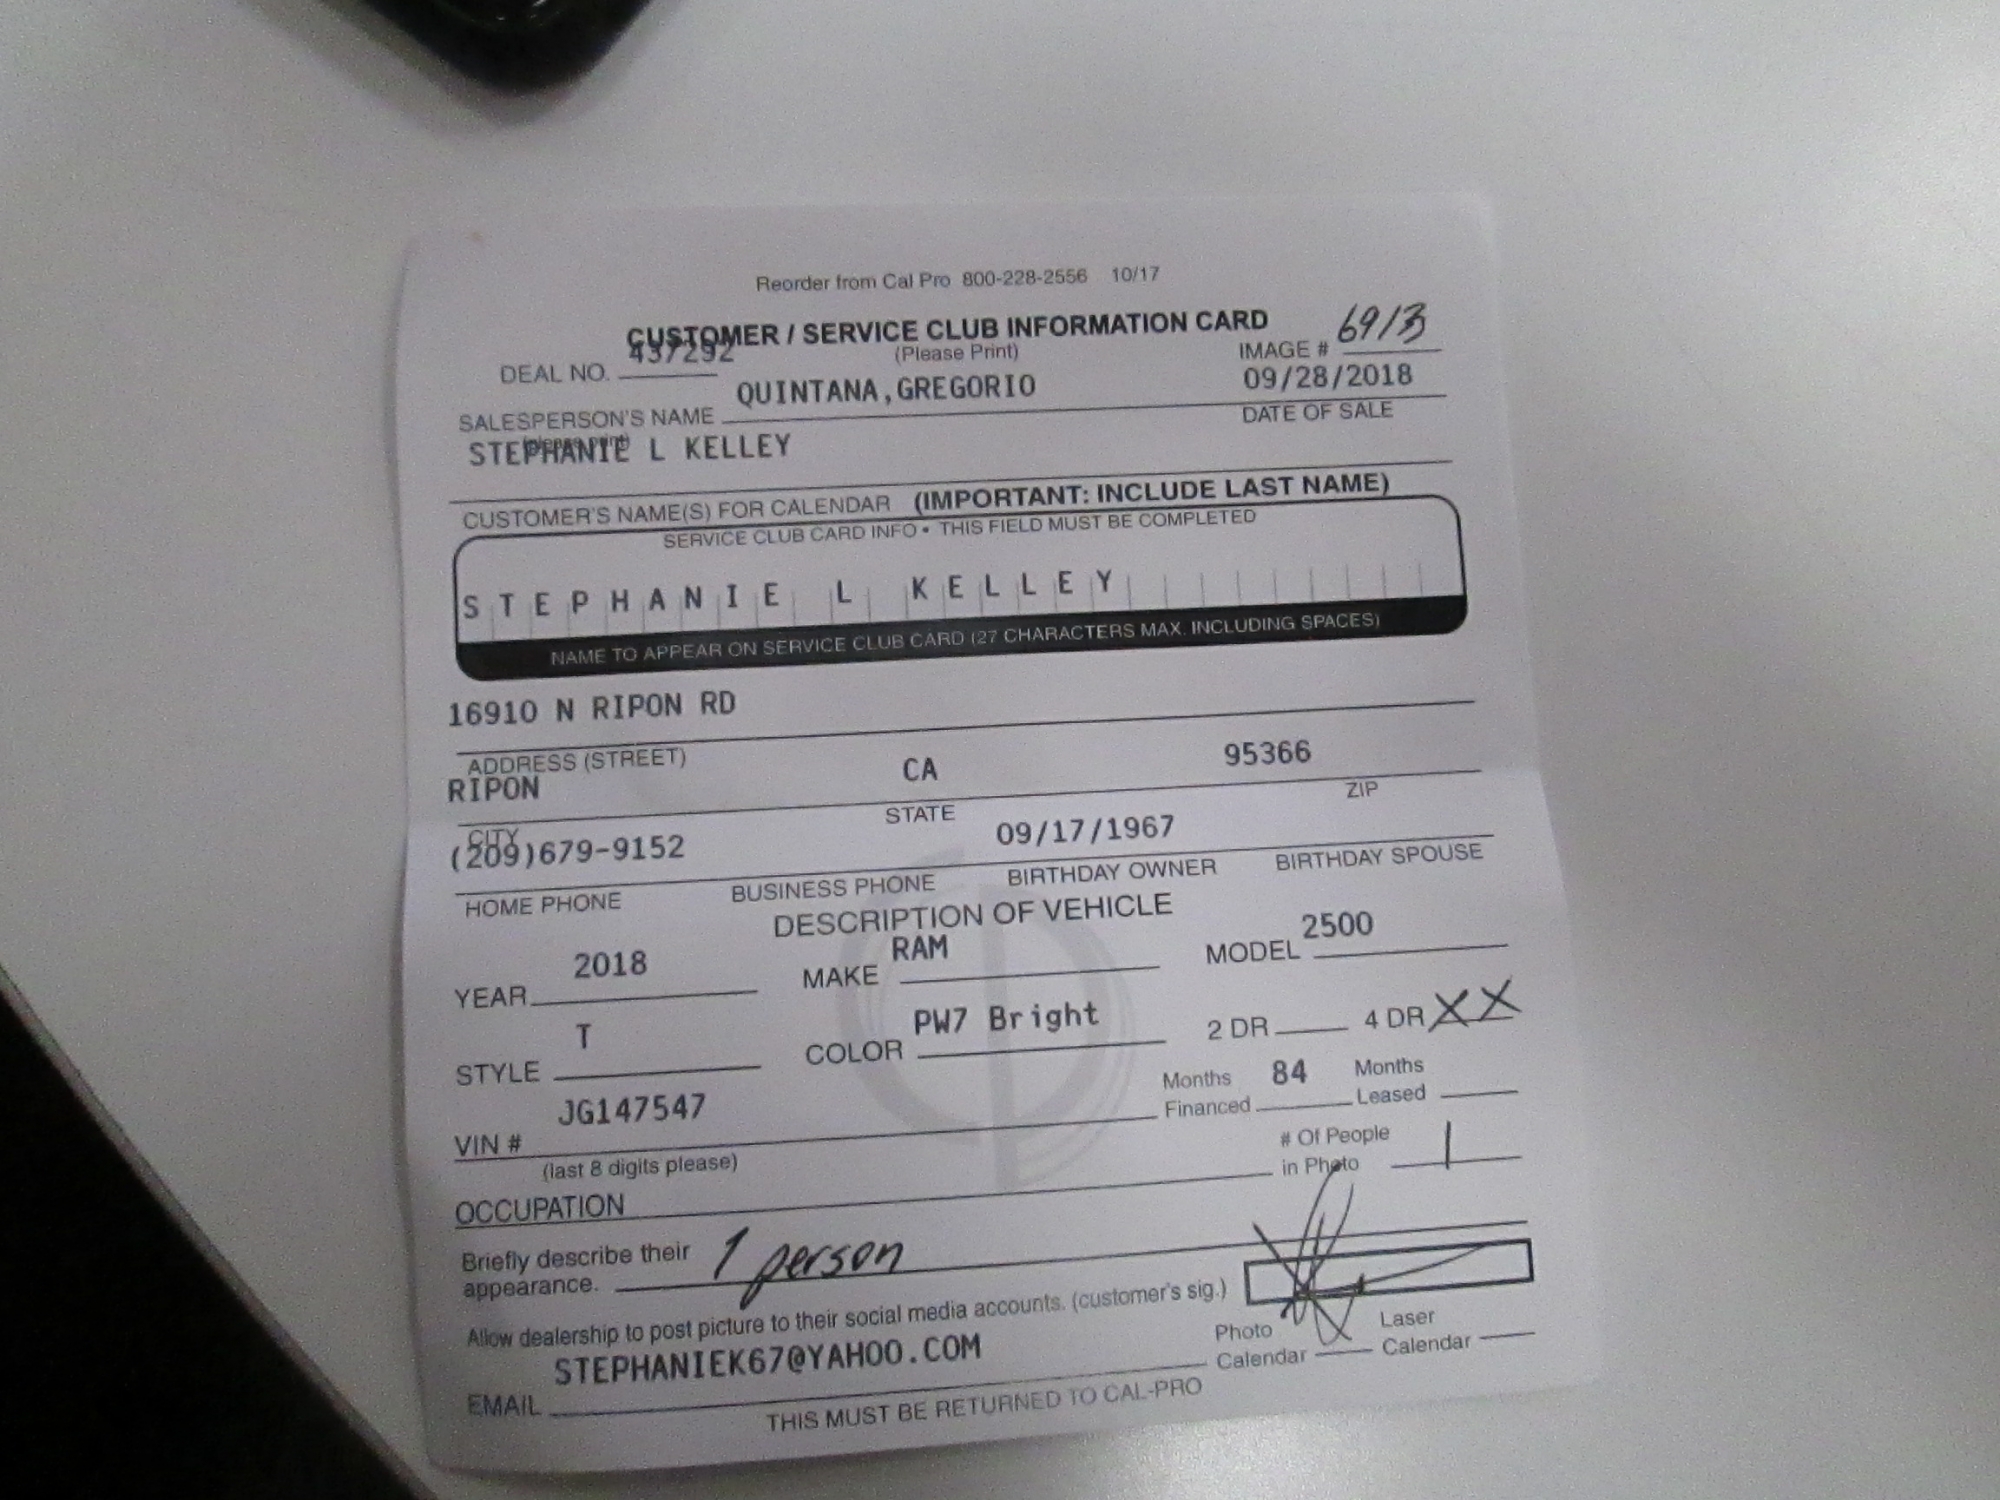 Reorder from Cal Pro 800-228-2556 10/17
CUSTOMER / SERVICE CLUB INFORMATION CARD
(Please Print)
DEAL NO. 437292
IMAGE #
QUINTANA,GREGORIO 09/28/2018
SALESPERSON'S NAME DATE OF SALE
(please print)
STEPHANIE L KELLEY
CUSTOMER'S NAME(S) FOR CALENDAR (IMPORTANT: INCLUDE LAST NAME)
SERVICE CLUB CARD INFO • THIS FIELD MUST BE COMPLETED
STEPHANIE L KELLEY
NAME TO APPEAR ON SERVICE CLUB CARD (27 CHARACTERS MAX. INCLUDING SPACES)
16910 N RIPON RD
ADDRESS (STREET)
RIPON CA 95366
CITY STATE ZIP
(209)679-9152 09/17/1967
HOME PHONE BUSINESS PHONE BIRTHDAY OWNER BIRTHDAY SPOUSE
DESCRIPTION OF VEHICLE
YEAR 2018 MAKE RAM MODEL 2500
STYLE T COLOR PW7 Bright 2 DR 4 DR XX
Months Financed 84 Months Leased
VIN # JG147547
(last 8 digits please)
# Of People in Photo 1
OCCUPATION
Briefly describe their appearance. 1 person
Allow dealership to post picture to their social media accounts. (customer's sig.)
Photo Calendar Laser Calendar
EMAIL STEPHANIEK67@YAHOO.COM
THIS MUST BE RETURNED TO CAL-PRO